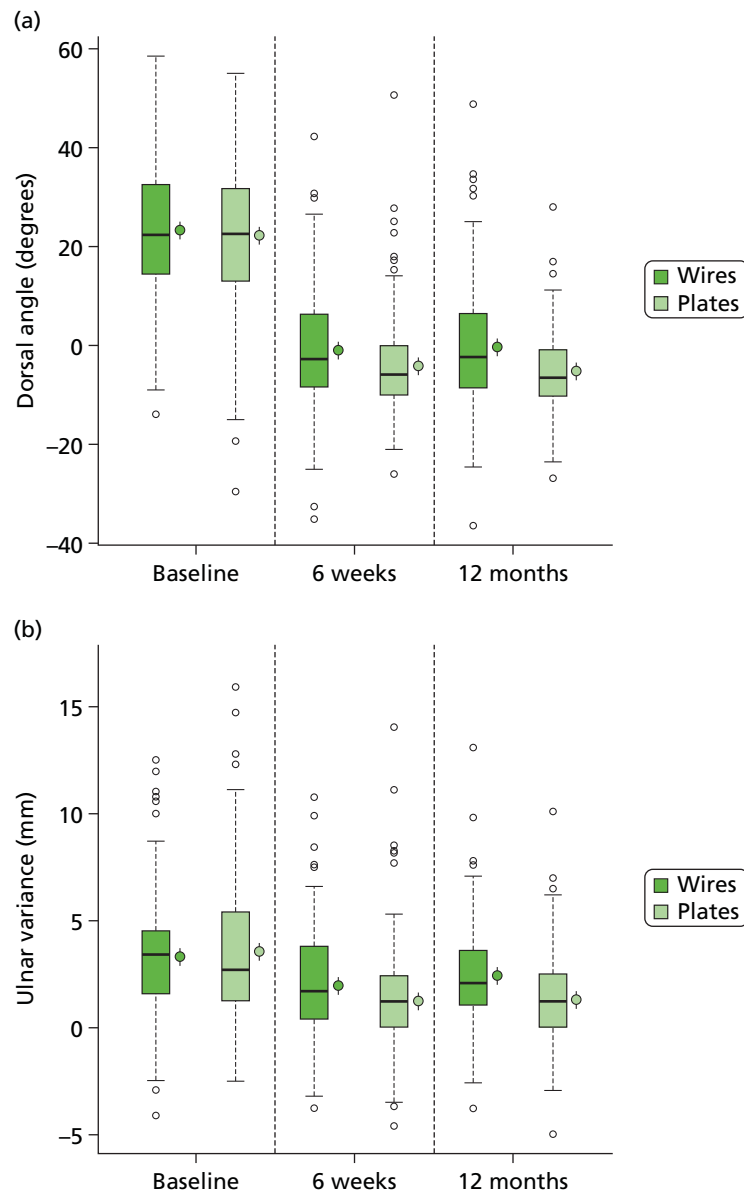 (a)
60
40
20
0
–20
–40
Dorsal angle (degrees)
Baseline 6 weeks 12 months
Wires
Plates
(b)
15
10
5
0
–5
Ulnar variance (mm)
Baseline 6 weeks 12 months
Wires
Plates